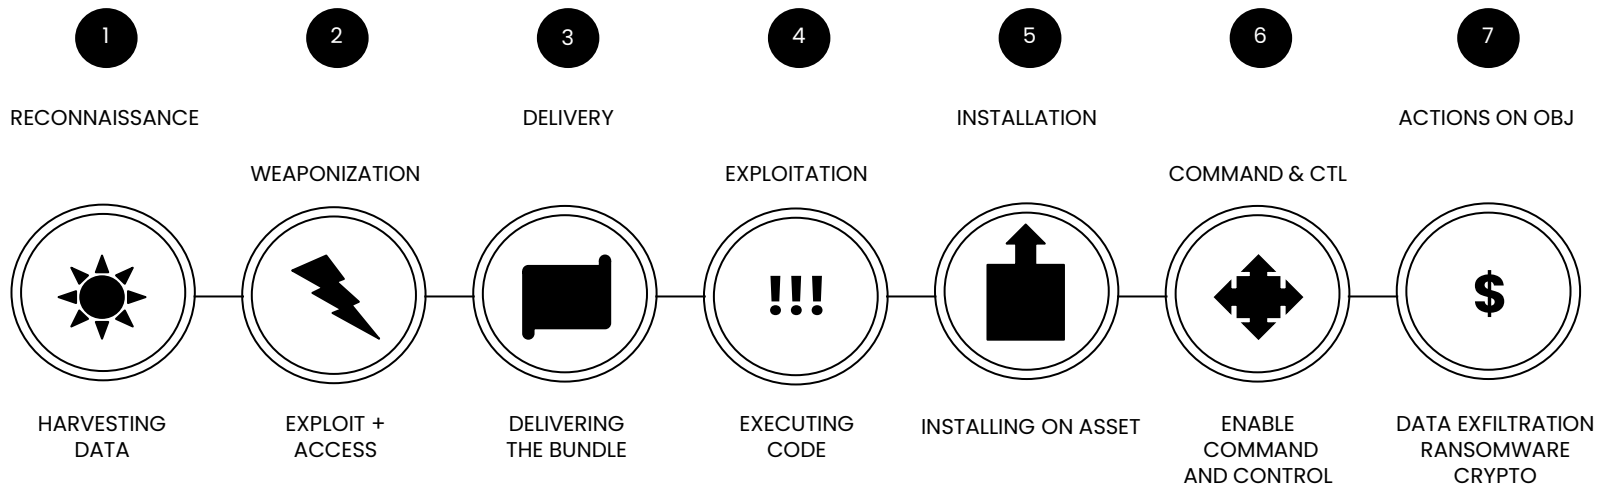 1
2
3
4
5
6
7
RECONNAISSANCE
DELIVERY
INSTALLATION
ACTIONS ON OBJ
WEAPONIZATION
EXPLOITATION
COMMAND & CTL
!!!
$
HARVESTING
DATA
EXPLOIT +
ACCESS
DELIVERING
THE BUNDLE
EXECUTING
CODE
INSTALLING ON ASSET
ENABLE
COMMAND
AND CONTROL
DATA EXFILTRATION
RANSOMWARE
CRYPTO